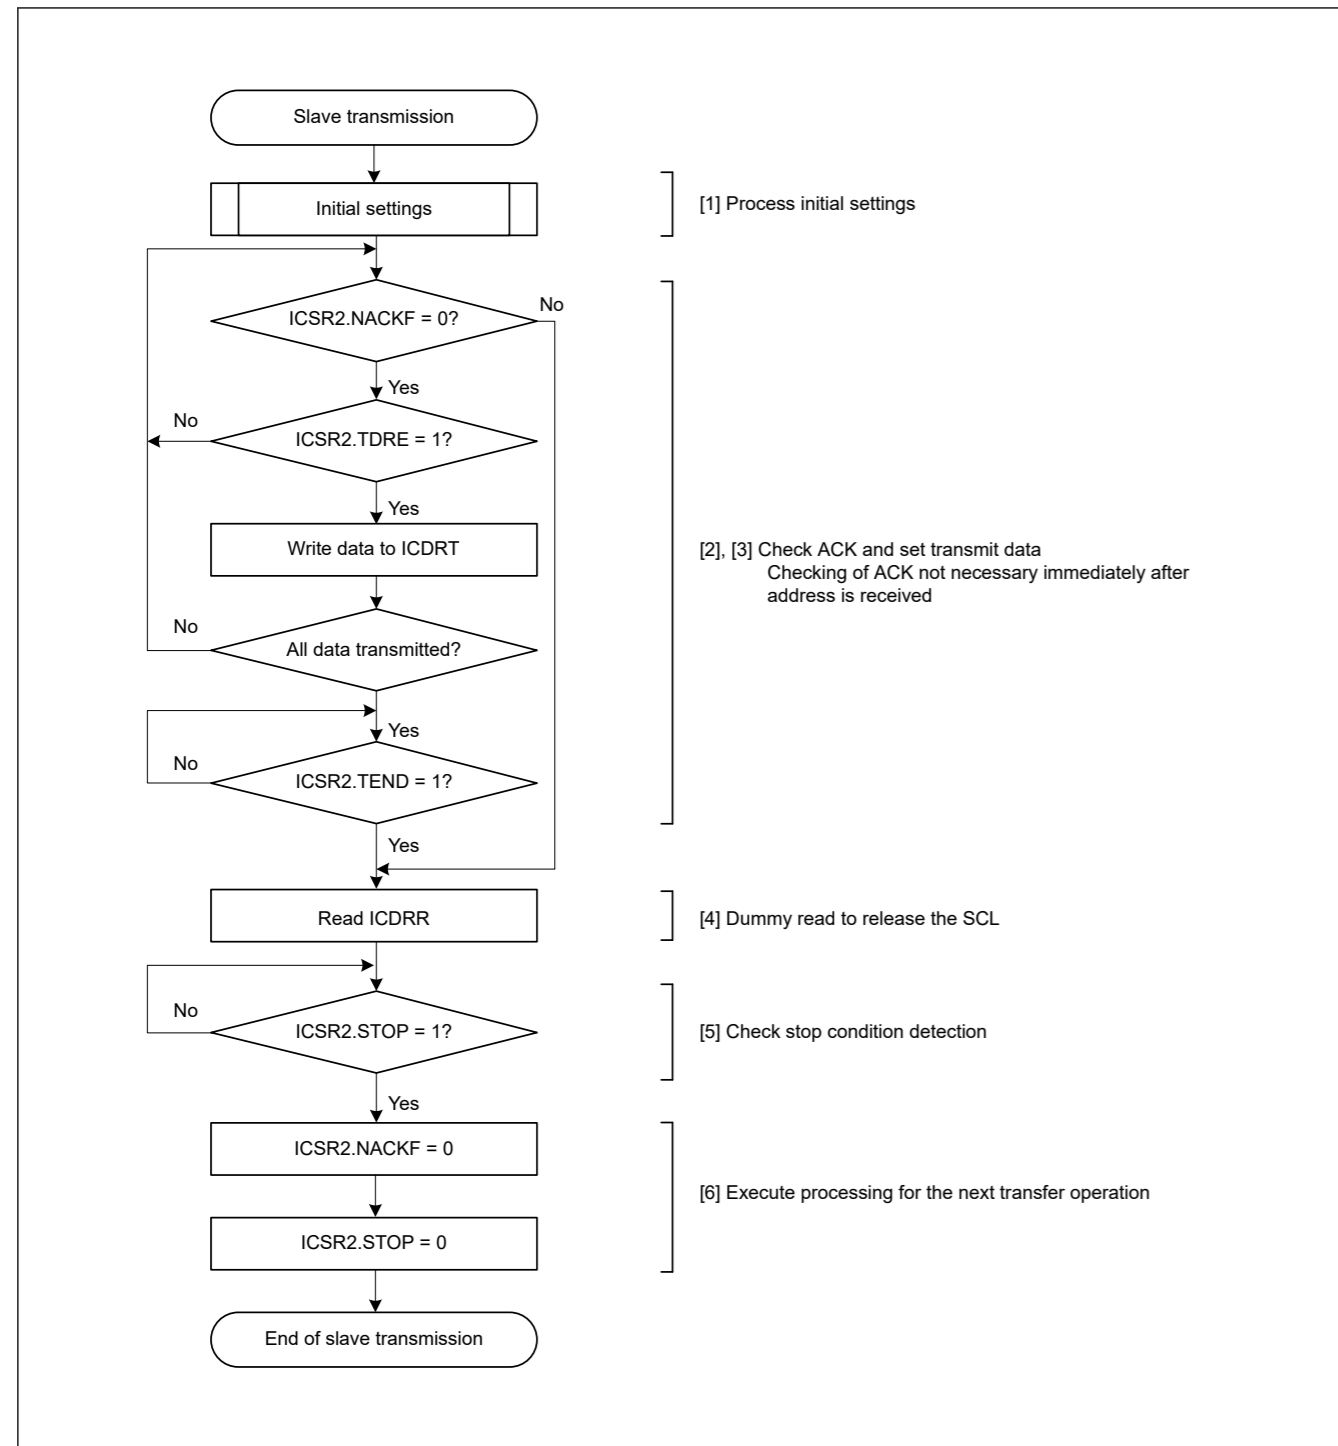 Slave transmission
Initial settings
[1] Process initial settings
ICSR2.NACKF = 0?
No
Yes
No
ICSR2.TDRE = 1?
Yes
Write data to ICDRT
[2], [3] Check ACK and set transmit data
Checking of ACK not necessary immediately after
address is received
No
All data transmitted?
Yes
No
ICSR2.TEND = 1?
Yes
Read ICDRR
[4] Dummy read to release the SCL
No
ICSR2.STOP = 1?
[5] Check stop condition detection
Yes
ICSR2.NACKF = 0
[6] Execute processing for the next transfer operation
ICSR2.STOP = 0
End of slave transmission